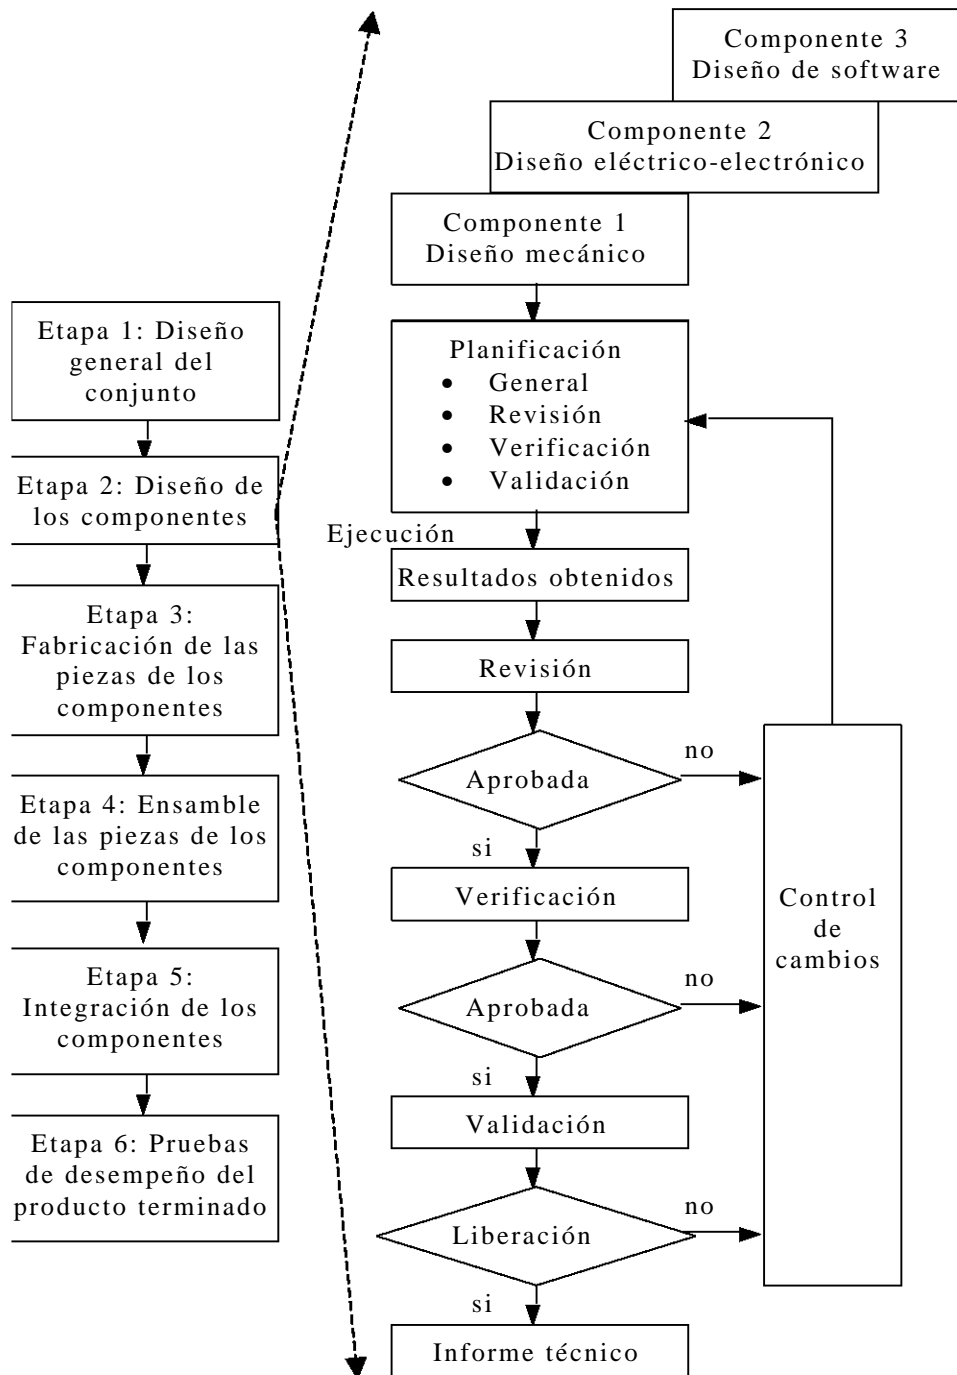 Componente 3
Diseño de software
Componente 2
Diseño eléctrico-electrónico
Componente 1
Diseño mecánico
Etapa 1: Diseño
general del
conjunto
Etapa 2: Diseño de
los componentes
Etapa 3:
Fabricación de las
piezas de los
componentes
Etapa 4: Ensamble
de las piezas de los
componentes
Etapa 5:
Integración de los
componentes
Etapa 6: Pruebas
de desempeño del
producto terminado
Planificación
• General
• Revisión
• Verificación
• Validación
Ejecución
Resultados obtenidos
Revisión
Aprobada
no
si
Verificación
Aprobada
no
si
Validación
Liberación
no
si
Informe técnico
Control
de
cambios